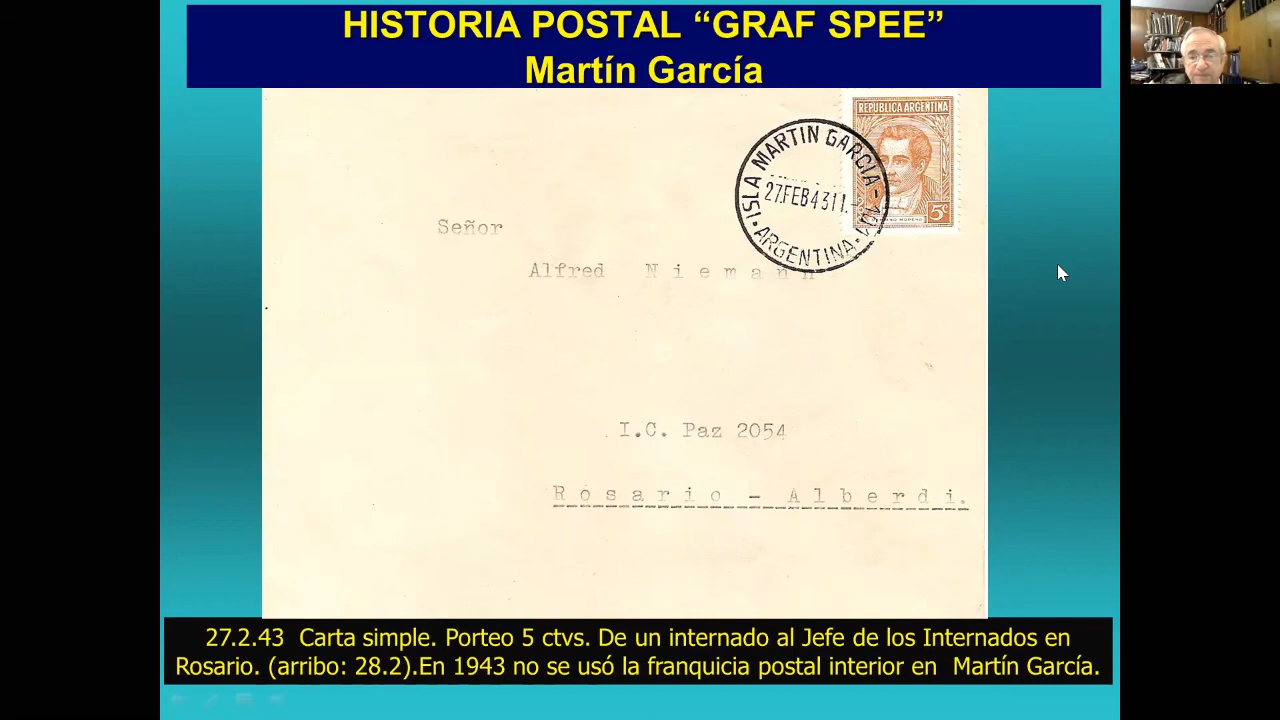 HISTORIA POSTAL “GRAF SPEE”
Martín García
REPUBLICA ARGENTINA
5c
MORENO
ISLA MARTIN GARCIA -
27.FEB 43 11.
· ARGENTINA ·
Señor
Alfred Niemann
I.C. Paz 2054
Rosario - Alberdi.
27.2.43 Carta simple. Porteo 5 ctvs. De un internado al Jefe de los Internados en
Rosario. (arribo: 28.2).En 1943 no se usó la franquicia postal interior en Martín García.